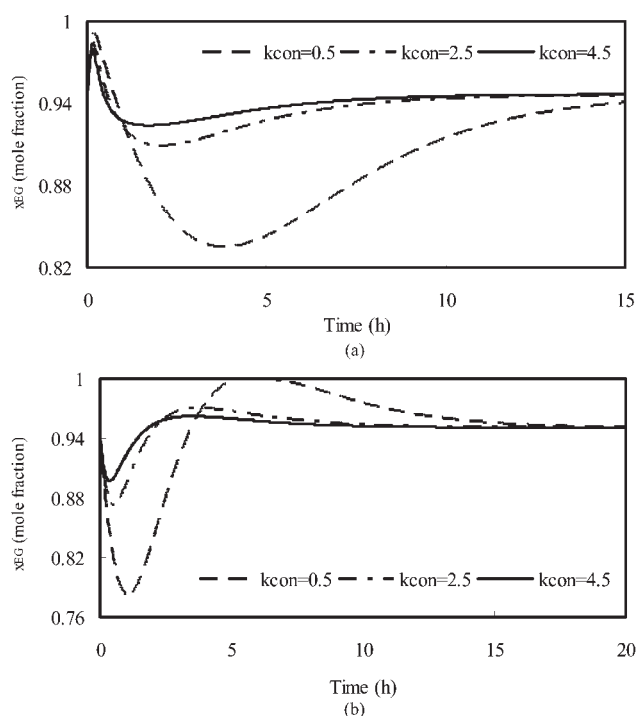 1
kcon=0.5 kcon=2.5 kcon=4.5
0.94
xEG (mole fraction)
0.88
0.82
0 5 10 15
Time (h)
(a)
1
0.94
xEG (mole fraction)
0.88
0.82
kcon=0.5 kcon=2.5 kcon=4.5
0.76
0 5 10 15 20
Time (h)
(b)